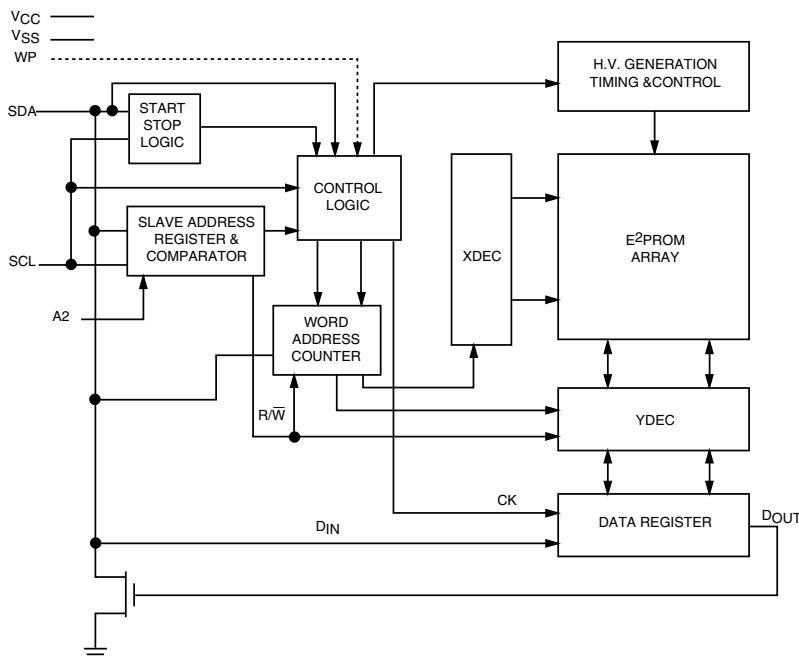 VCC
VSS
WP
SDA
START
STOP
LOGIC
H.V. GENERATION
TIMING &CONTROL
CONTROL
LOGIC
SLAVE ADDRESS
REGISTER &
COMPARATOR
SCL
A2
XDEC
E²PROM
ARRAY
WORD
ADDRESS
COUNTER
R/W̅
YDEC
CK
DIN
DATA REGISTER
DOUT